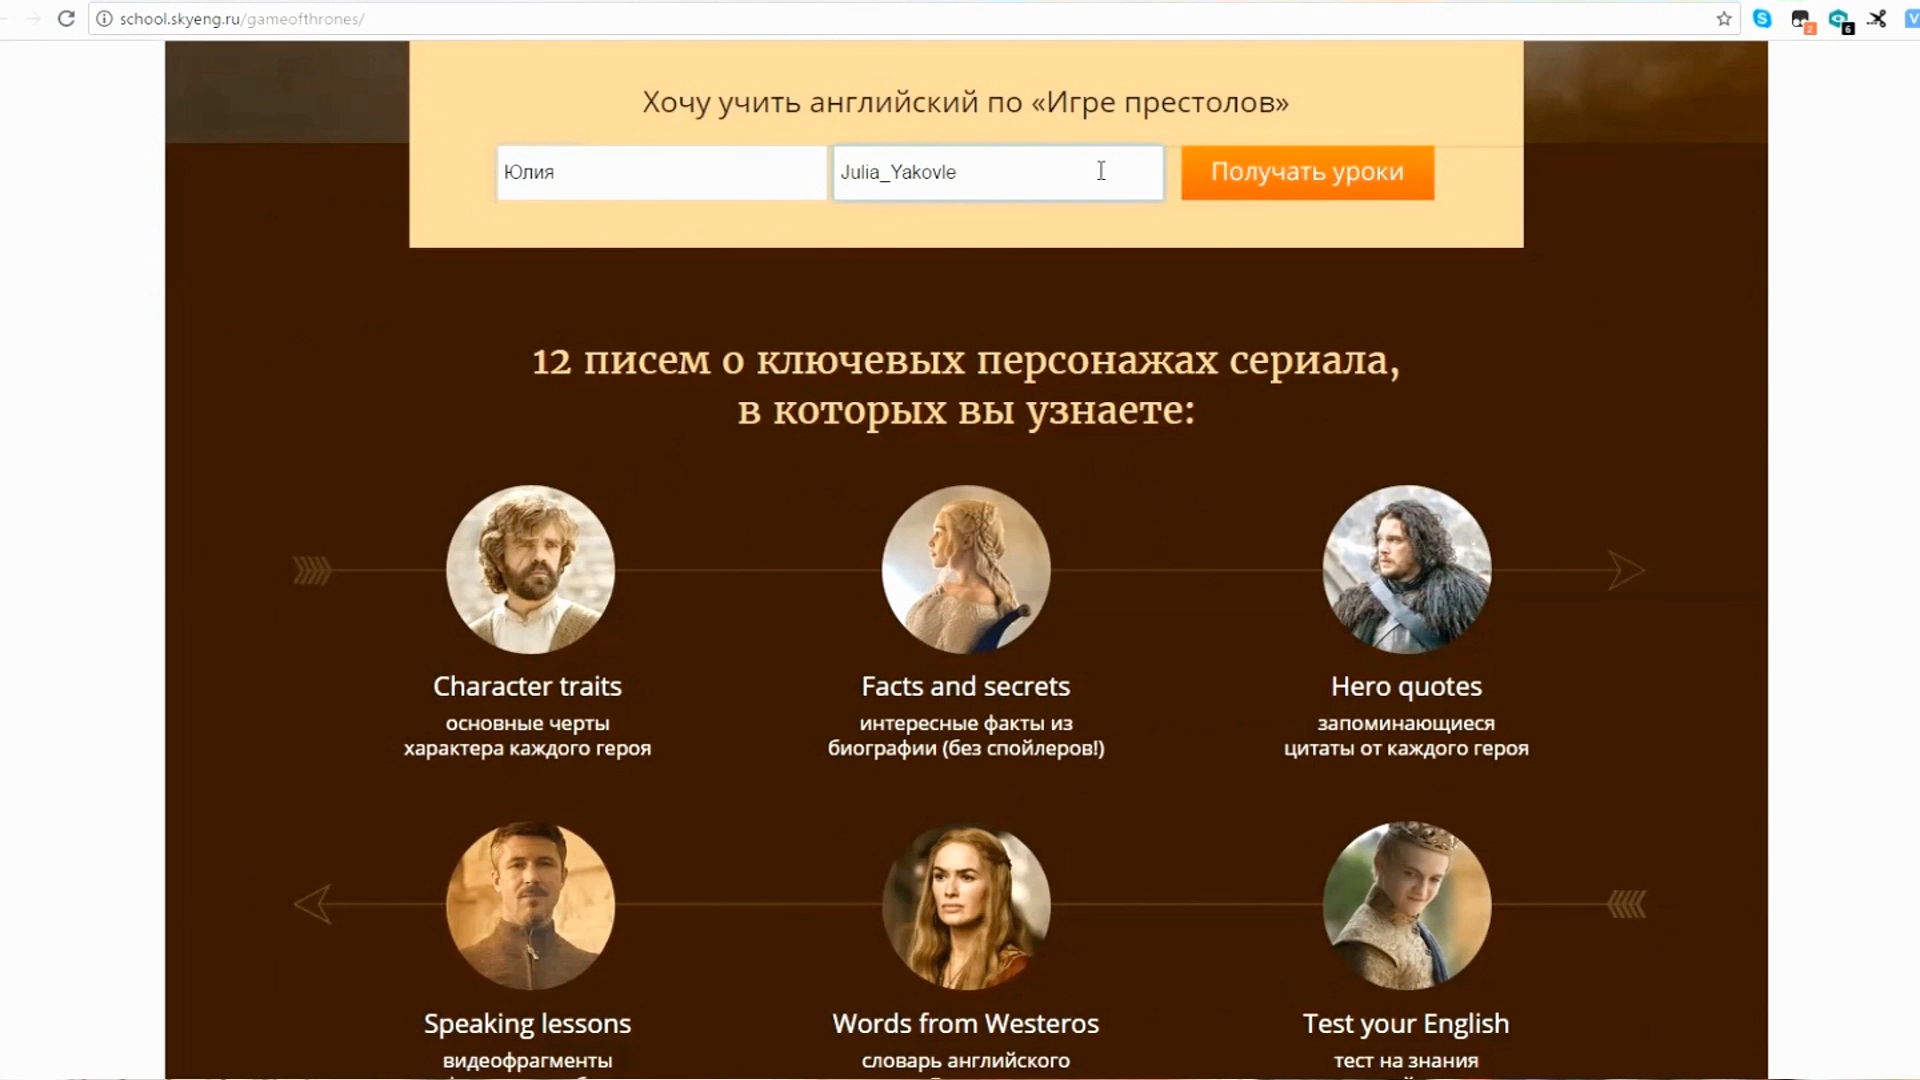 school.skyeng.ru/gameofthrones/
2
6
Хочу учить английский по «Игре престолов»
Юлия
Julia_Yakovle
Получать уроки
12 писем о ключевых персонажах сериала,
в которых вы узнаете:
Character traits
основные черты
характера каждого героя
Facts and secrets
интересные факты из
биографии (без спойлеров!)
Hero quotes
запоминающиеся
цитаты от каждого героя
Speaking lessons
видеофрагменты
Words from Westeros
словарь английского
Test your English
тест на знания